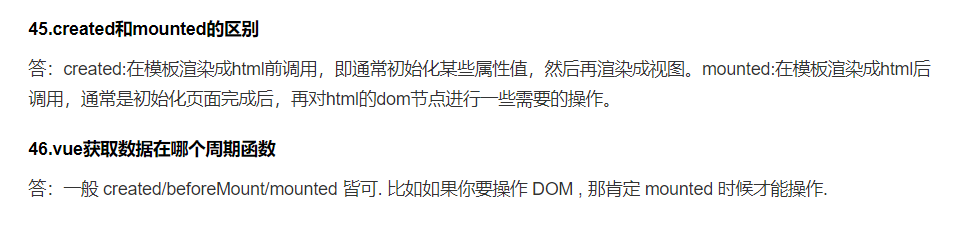 45.created和mounted的区别
答：created:在模板渲染成html前调用，即通常初始化某些属性值，然后再渲染成视图。mounted:在模板渲染成html后
调用，通常是初始化页面完成后，再对html的dom节点进行一些需要的操作。
46.vue获取数据在哪个周期函数
答：一般 created/beforeMount/mounted 皆可. 比如如果你要操作 DOM , 那肯定 mounted 时候才能操作.